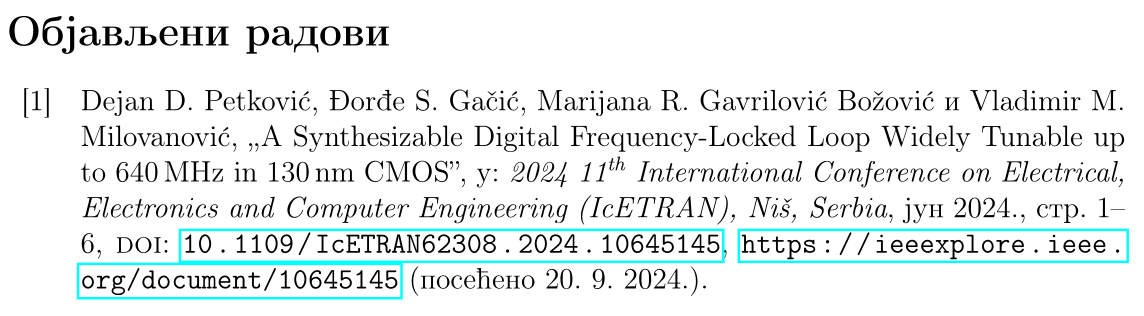 Објављени радови
[1] Dejan D. Petković, Đorđe S. Gačić, Marijana R. Gavrilović Božović и Vladimir M.
Milovanović, „A Synthesizable Digital Frequency-Locked Loop Widely Tunable up
to 640 MHz in 130 nm CMOS”, у: 2024 11th International Conference on Electrical,
Electronics and Computer Engineering (IcETRAN), Niš, Serbia, јун 2024., стр. 1–
6, DOI: 10.1109/IcETRAN62308.2024.10645145, https://ieeexplore.ieee.
org/document/10645145 (посећено 20. 9. 2024.).